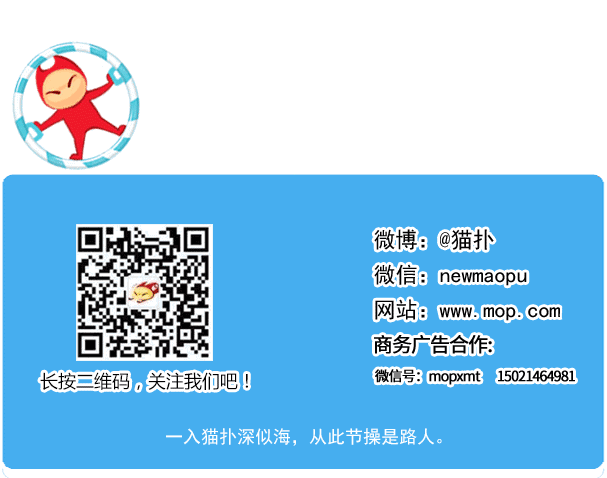 微博：@猫扑
微信：newmaopu
网站：www.mop.com
商务广告合作:
微信号：mopxmt 15021464981
长按二维码，关注我们吧！
一入猫扑深似海，从此节操是路人。